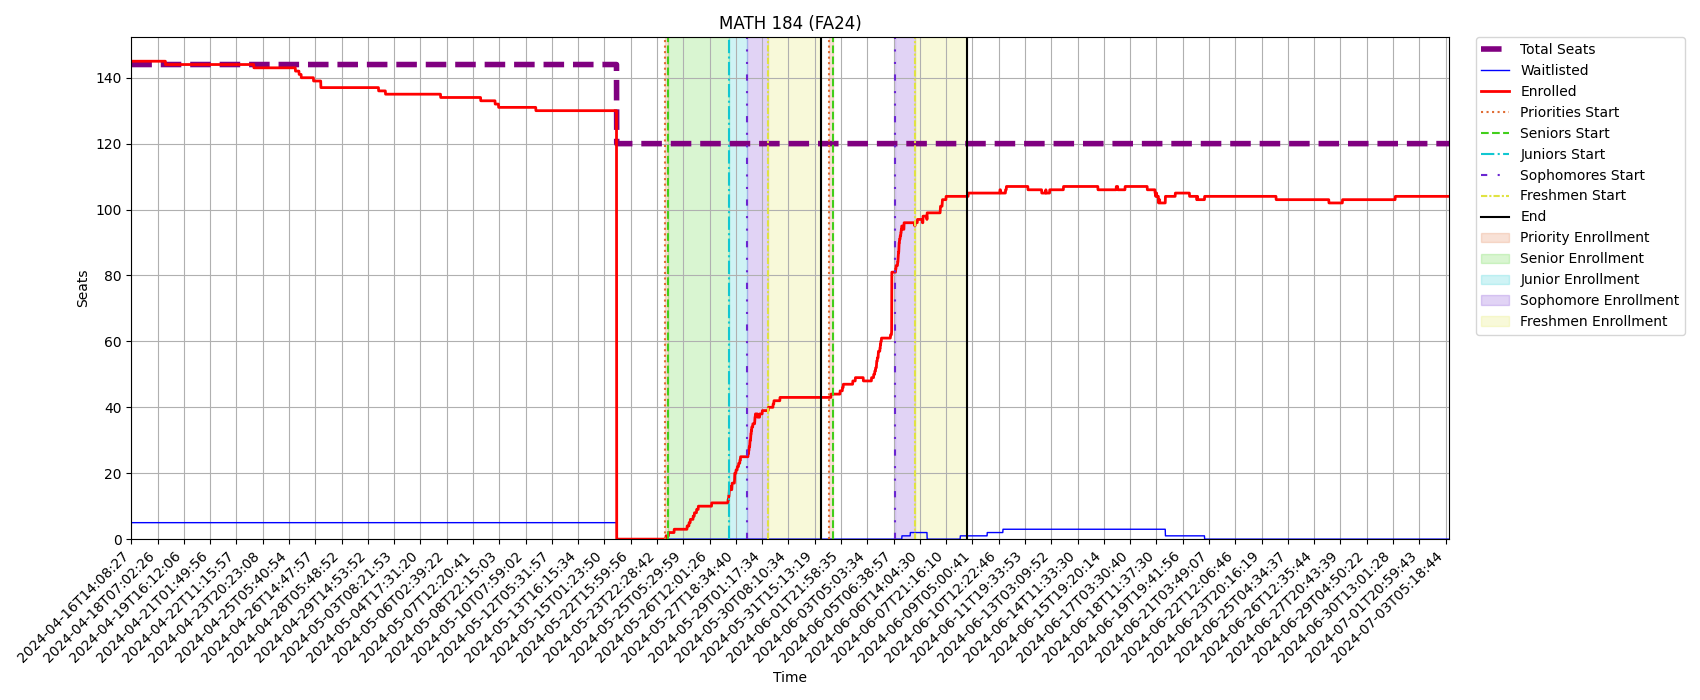 MATH 184 (FA24)
Total Seats
Waitlisted
Enrolled
Priorities Start
Seniors Start
Juniors Start
Sophomores Start
Freshmen Start
End
Priority Enrollment
Senior Enrollment
Junior Enrollment
Sophomore Enrollment
Freshmen Enrollment
Seats
140
120
100
80
60
40
20
0
2024-04-16T14:08:27
2024-04-18T07:02:26
2024-04-19T16:12:06
2024-04-21T01:49:56
2024-04-22T11:15:57
2024-04-23T20:23:08
2024-04-25T05:40:54
2024-04-26T14:47:57
2024-04-28T05:48:52
2024-04-29T14:53:52
2024-05-03T08:21:53
2024-05-04T17:31:20
2024-05-06T02:39:22
2024-05-07T12:20:41
2024-05-08T22:15:03
2024-05-10T07:59:02
2024-05-12T05:31:57
2024-05-13T16:15:34
2024-05-15T01:23:50
2024-05-22T15:59:56
2024-05-23T22:28:42
2024-05-25T05:29:59
2024-05-26T12:01:26
2024-05-27T18:34:40
2024-05-29T01:17:34
2024-05-30T08:10:34
2024-05-31T15:13:19
2024-06-01T21:58:35
2024-06-03T05:03:34
2024-06-05T06:38:57
2024-06-06T14:04:30
2024-06-07T21:16:10
2024-06-09T05:00:41
2024-06-10T12:22:46
2024-06-11T19:33:53
2024-06-13T03:09:52
2024-06-14T11:33:30
2024-06-15T19:20:14
2024-06-17T03:30:40
2024-06-18T11:37:30
2024-06-19T19:41:56
2024-06-21T03:49:07
2024-06-22T12:06:46
2024-06-23T20:16:19
2024-06-25T04:34:37
2024-06-26T12:35:44
2024-06-27T20:43:39
2024-06-29T04:50:22
2024-06-30T13:01:28
2024-07-01T20:59:43
2024-07-03T05:18:44
Time